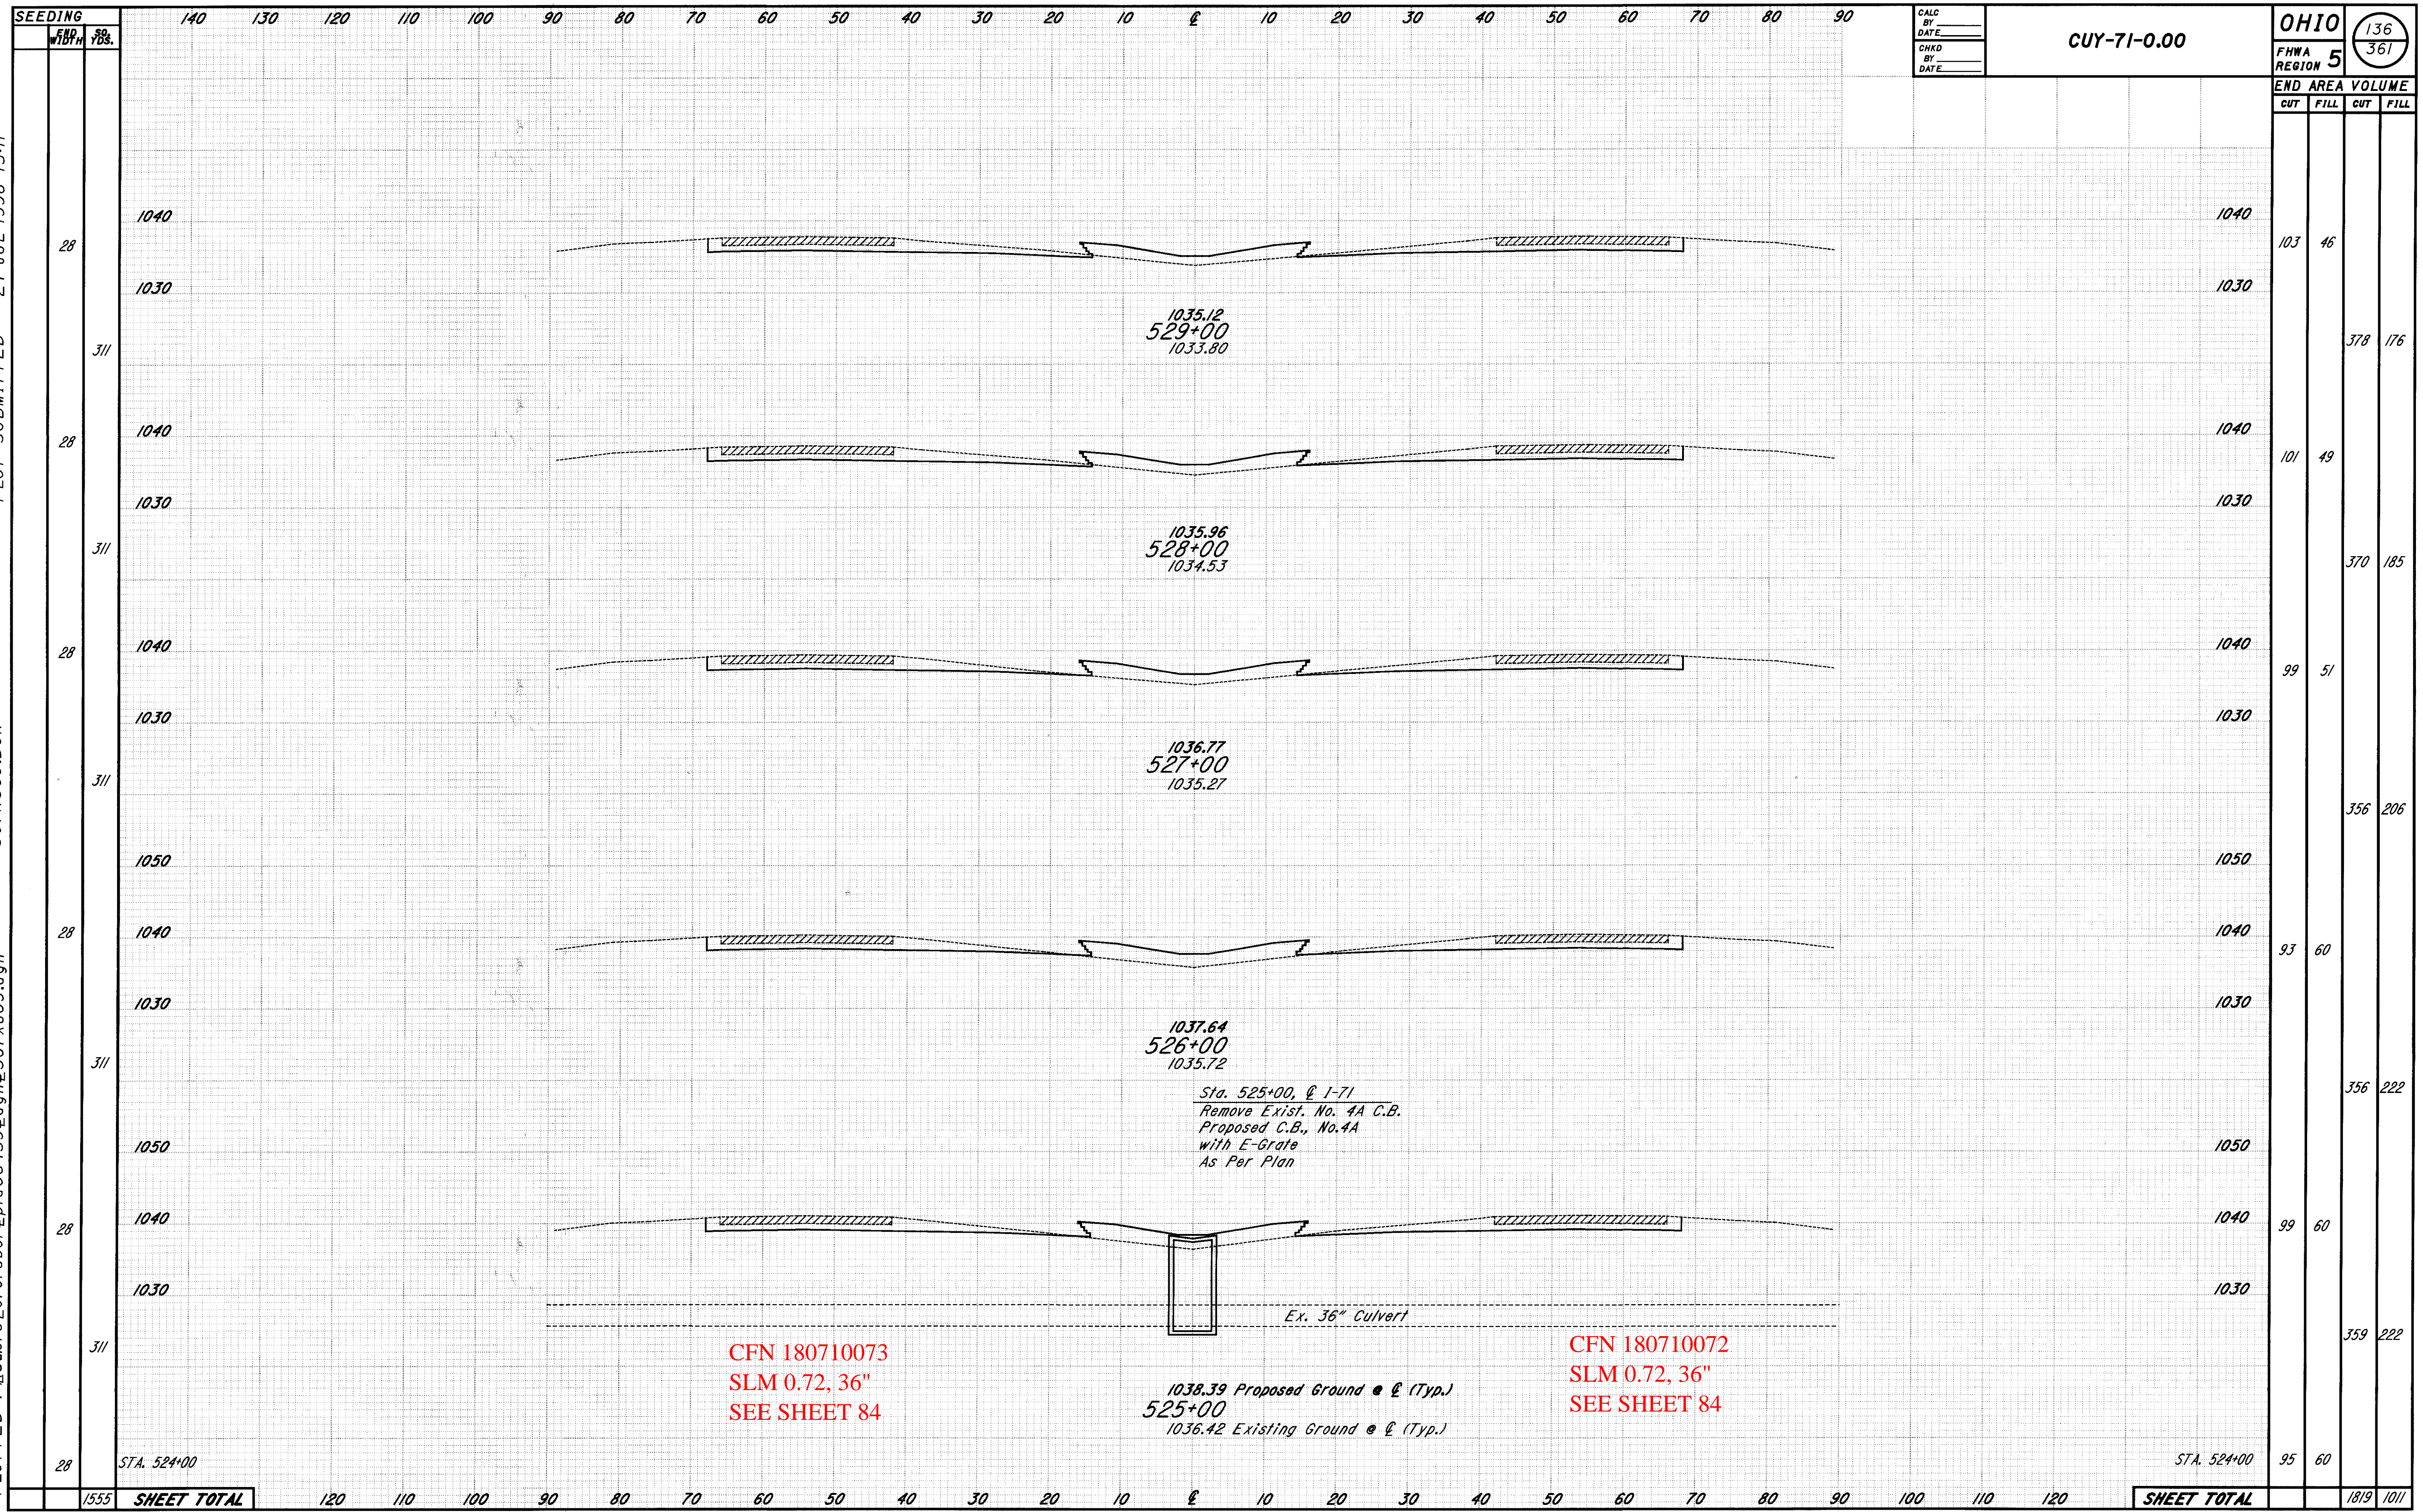 SEEDING
END WIDTH SQ. YDS.
140 130 120 110 100 90 80 70 60 50 40 30 20 10 ℄ 10 20 30 40 50 60 70 80 90
CALC BY DATE
CHKD BY DATE
CUY-71-0.00
OHIO
FHWA REGION 5
136
361
END AREA VOLUME
CUT FILL CUT FILL
1040 1040
28 103 46
1030 1030
1035.12
529+00
1033.80
311 378 176
1040 1040
28 101 49
1030 1030
1035.96
528+00
1034.53
311 370 185
1040 1040
28 99 51
1030 1030
1036.77
527+00
1035.27
311 356 206
1050 1050
28 1040 1040
93 60
1030 1030
1037.64
526+00
1035.72
311 356 222
Sta. 525+00, ℄ I-71
Remove Exist. No. 4A C.B.
Proposed C.B., No.4A
with E-Grate
As Per Plan
1050 1050
1040 1040
28 99 60
1030 1030
Ex. 36" Culvert
311 359 222
CFN 180710073
SLM 0.72, 36"
SEE SHEET 84
CFN 180710072
SLM 0.72, 36"
SEE SHEET 84
1038.39 Proposed Ground @ ℄ (Typ.)
525+00
1036.42 Existing Ground @ ℄ (Typ.)
28 STA. 524+00 STA. 524+00 95 60
1555 SHEET TOTAL 120 110 100 90 80 70 60 50 40 30 20 10 ℄ 10 20 30 40 50 60 70 80 90 100 110 120 SHEET TOTAL 1819 1011